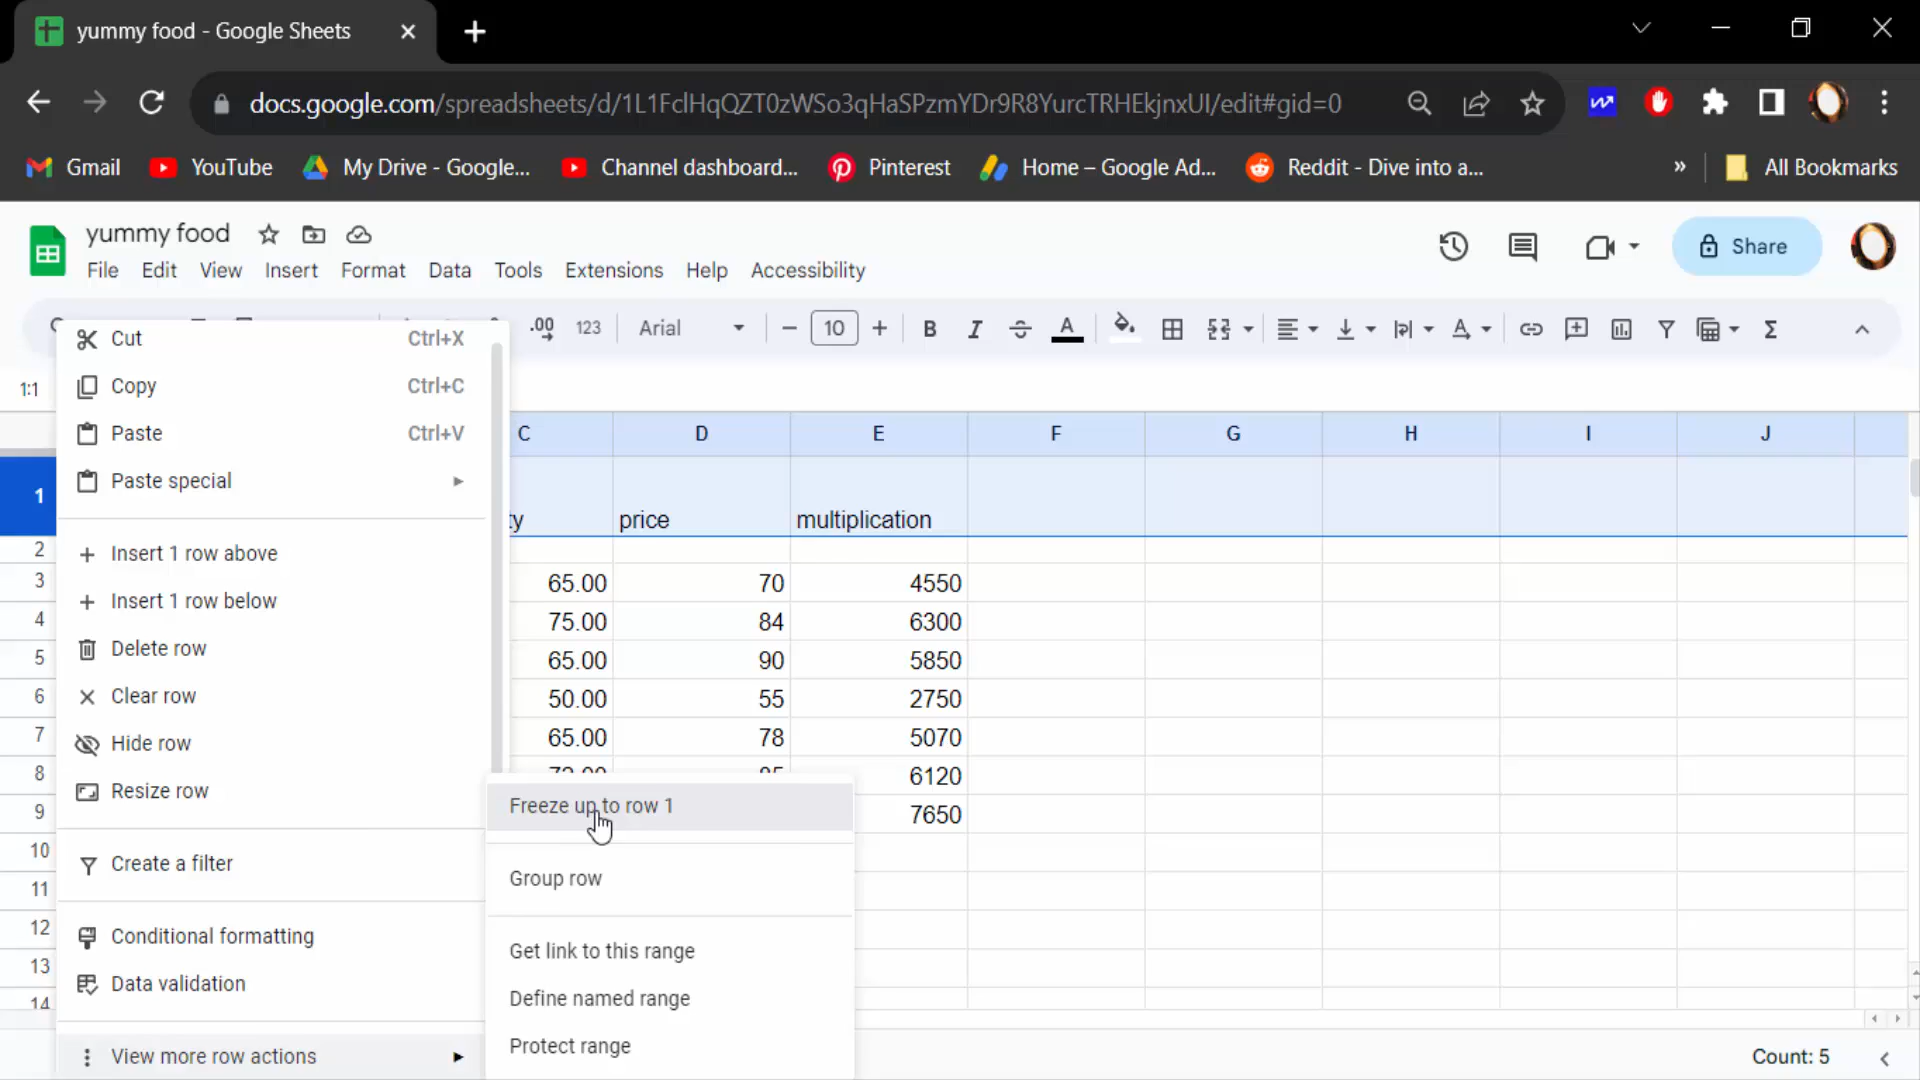 yummy food - Google Sheets
docs.google.com/spreadsheets/d/1L1FclHqQZT0zWSo3qHaSPzmYDr9R8YurcTRHEkjnxUI/edit#gid=0
Gmail YouTube My Drive - Google... Channel dashboard... Pinterest Home – Google Ad... Reddit - Dive into a... » All Bookmarks
yummy food
File Edit View Insert Format Data Tools Extensions Help Accessibility
Share
.00 123 Arial 10 B I A Σ
1:1
Cut Ctrl+X
Copy Ctrl+C
Paste Ctrl+V
Paste special
Insert 1 row above
Insert 1 row below
Delete row
Clear row
Hide row
Resize row
Create a filter
Conditional formatting
Data validation
View more row actions
Freeze up to row 1
Group row
Get link to this range
Define named range
Protect range
C D E F G H I J
1 ty price multiplication
2
3 65.00 70 4550
4 75.00 84 6300
5 65.00 90 5850
6 50.00 55 2750
7 65.00 78 5070
8 6120
9 7650
10
11
12
13
14
Count: 5